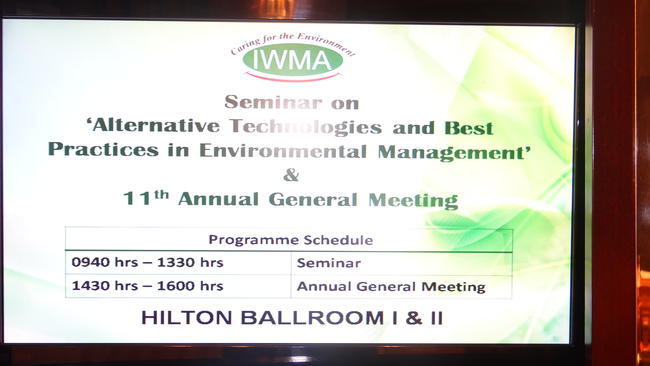 Caring for the Environment
IWMA
Seminar on
‘Alternative Technologies and Best
Practices in Environmental Management’
&
11th Annual General Meeting
Programme Schedule
0940 hrs – 1330 hrs Seminar
1430 hrs – 1600 hrs Annual General Meeting
HILTON BALLROOM I & II